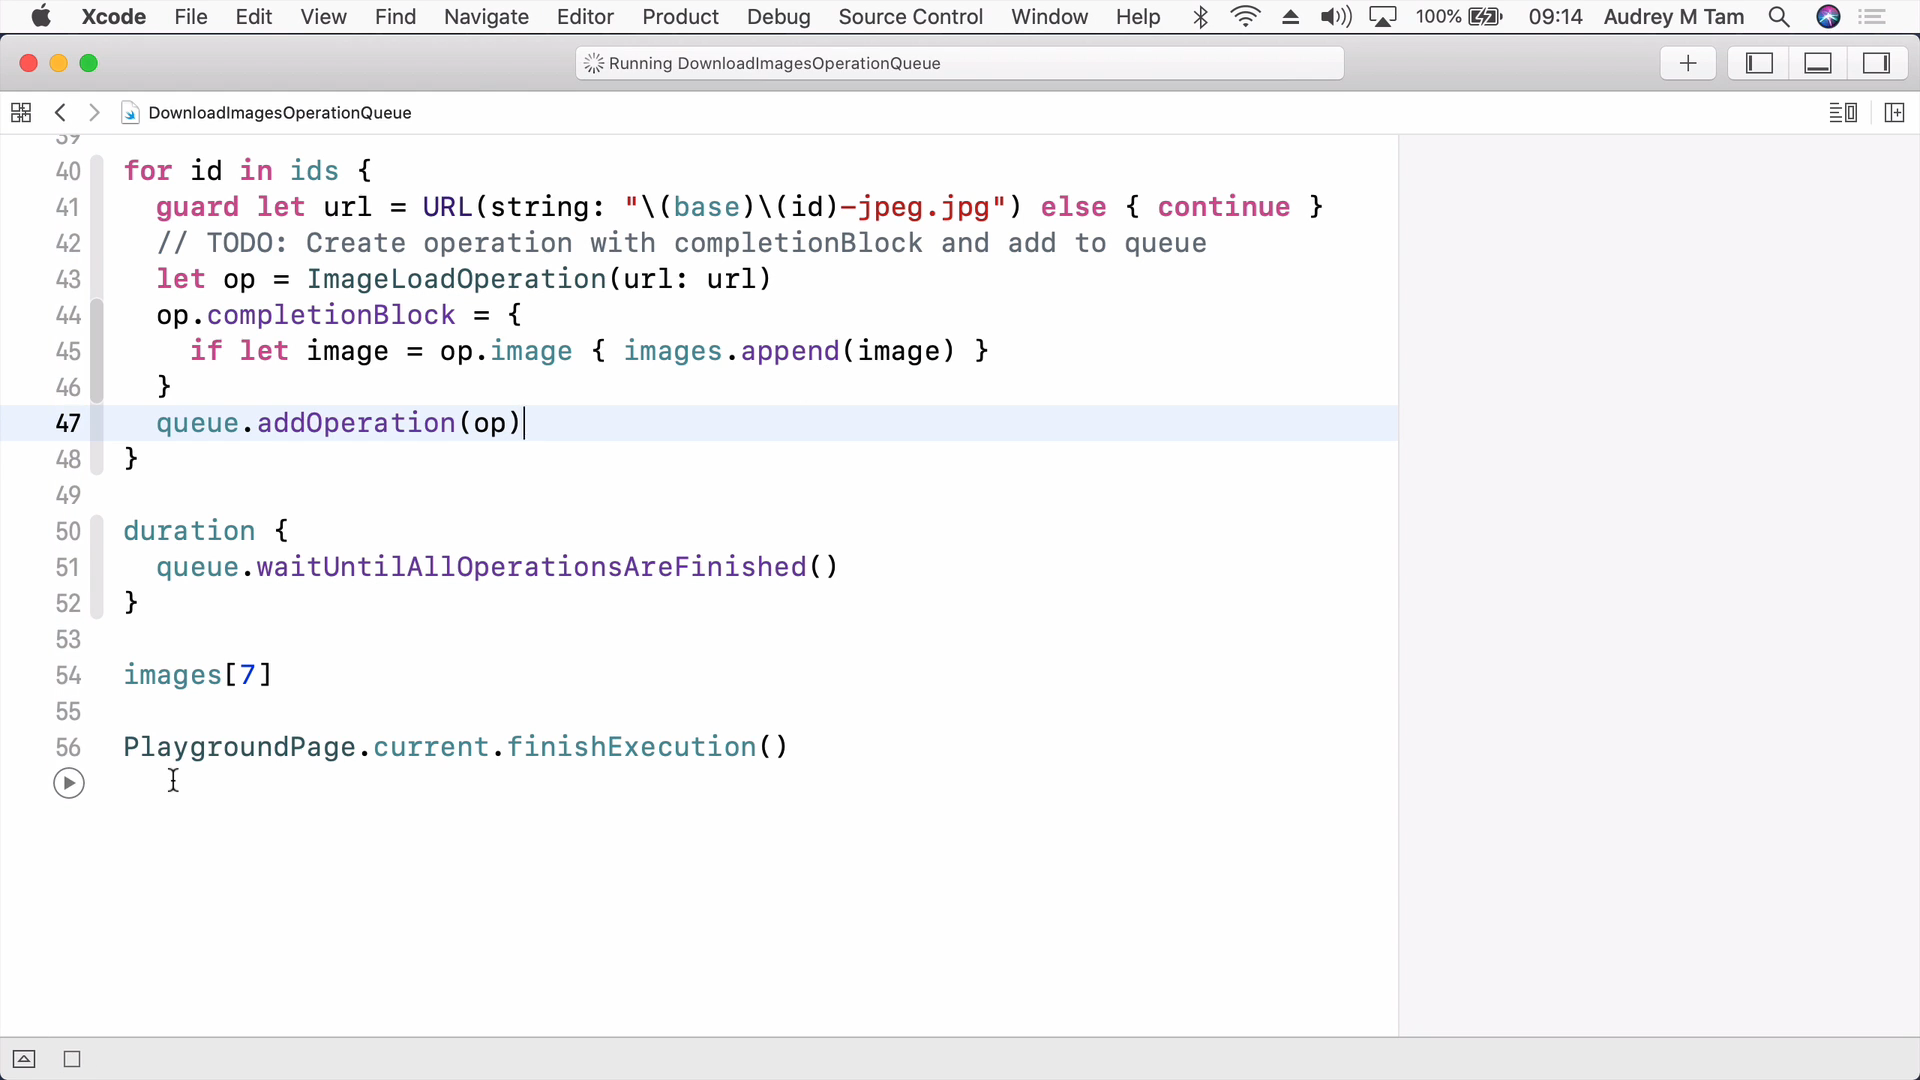 Xcode File Edit View Find Navigate Editor Product Debug Source Control Window Help 100% 09:14 Audrey M Tam
Running DownloadImagesOperationQueue
DownloadImagesOperationQueue
39
40 for id in ids {
41 guard let url = URL(string: "\(base)\(id)-jpeg.jpg") else { continue }
42 // TODO: Create operation with completionBlock and add to queue
43 let op = ImageLoadOperation(url: url)
44 op.completionBlock = {
45 if let image = op.image { images.append(image) }
46 }
47 queue.addOperation(op)
48 }
49
50 duration {
51 queue.waitUntilAllOperationsAreFinished()
52 }
53
54 images[7]
55
56 PlaygroundPage.current.finishExecution()